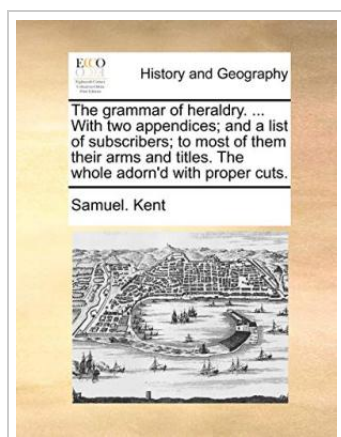 ECCO
History and Geography
The grammar of heraldry. ...
With two appendices; and a list
of subscribers; to most of them
their arms and titles. The
whole adorn'd with proper cuts.
Samuel. Kent